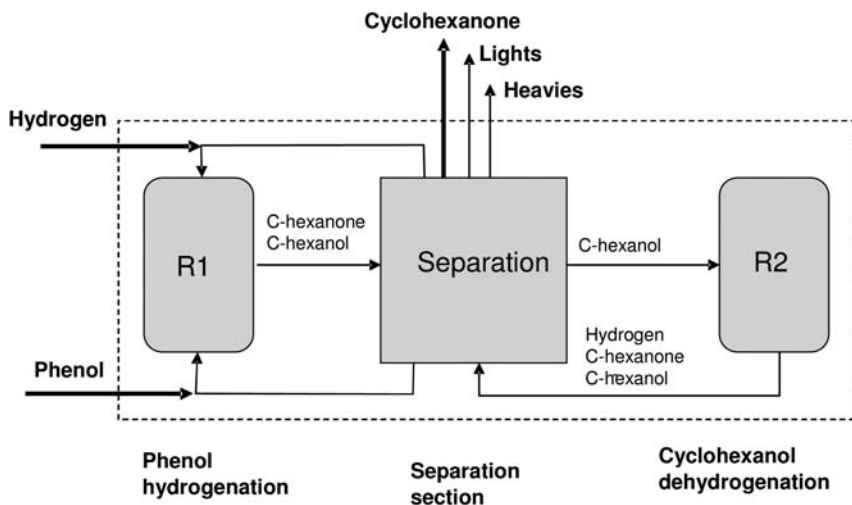 Cyclohexanone
Lights
Heavies
Hydrogen
C-hexanone
C-hexanol
R1
Separation
C-hexanol
R2
Hydrogen
C-hexanone
C-hexanol
Phenol
Phenol
hydrogenation
Separation
section
Cyclohexanol
dehydrogenation